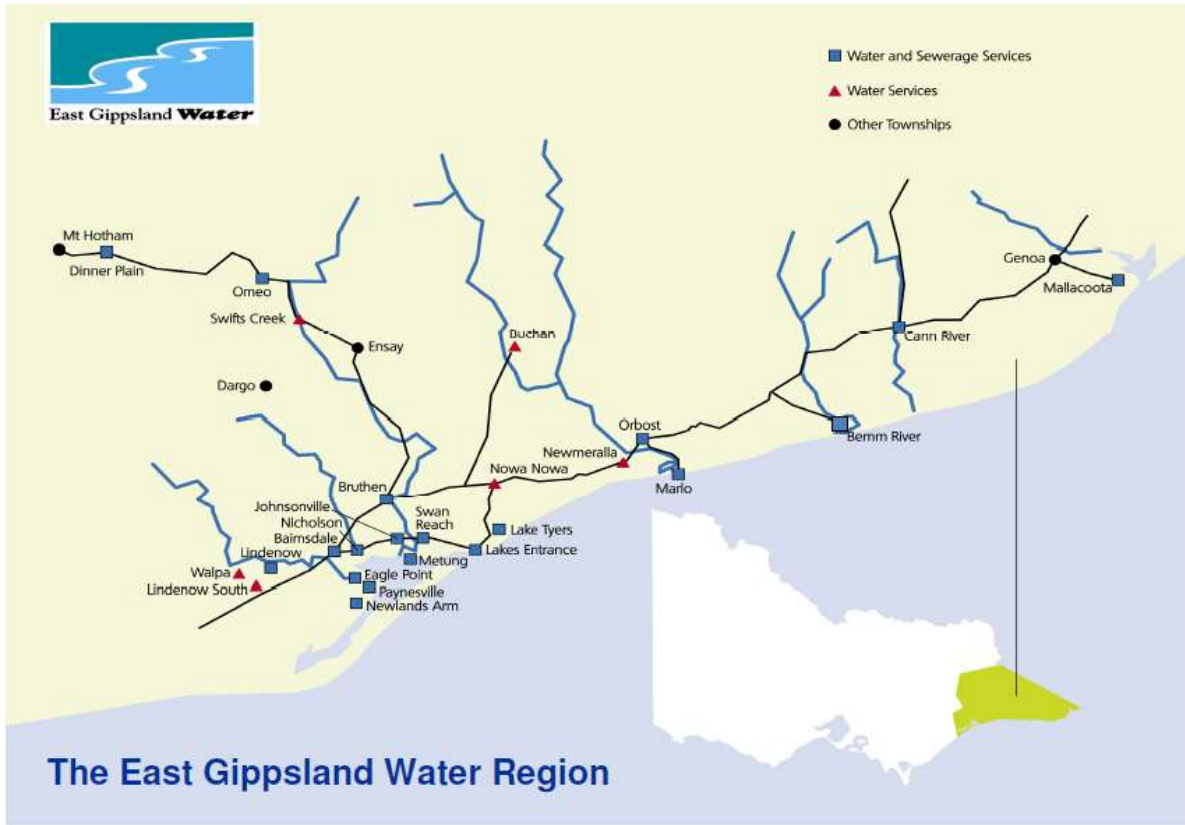 East Gippsland Water
Water and Sewerage Services
Water Services
Other Townships
Mt Hotham
Dinner Plain
Omeo
Swifts Creek
Ensay
Dargo
Buchan
Genoa
Mallacoota
Cann River
Bemm River
Orbost
Newmeralla
Marlo
Nowa Nowa
Bruthen
Johnsonville
Nicholson
Bairnsdale
Lindenow
Swan
Reach
Lake Tyers
Lakes Entrance
Metung
Walpa
Lindenow South
Eagle Point
Paynesville
Newlands Arm
The East Gippsland Water Region